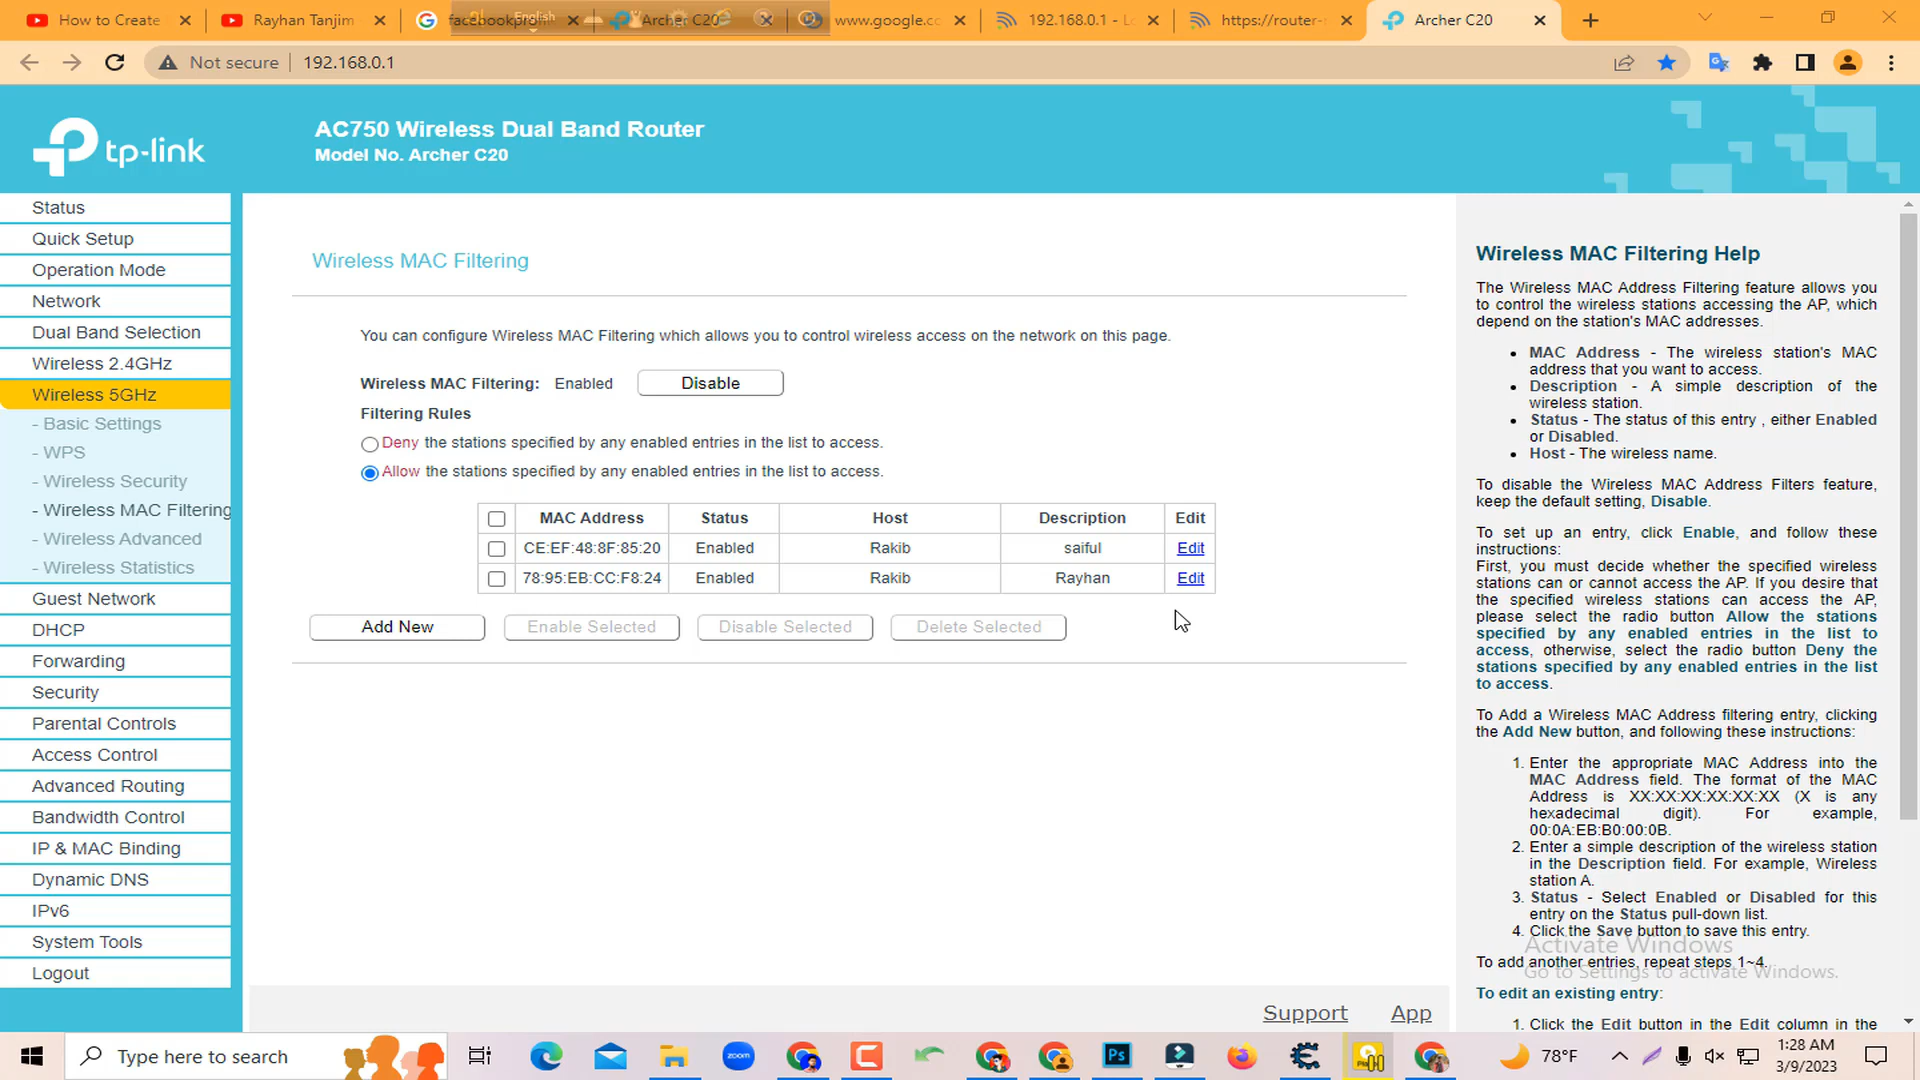 How to Create
Rayhan Tanjim
facebookpro
English
Archer C20
www.google.co
192.168.0.1 - Lo
https://router-
Archer C20
Not secure
192.168.0.1
tp-link
AC750 Wireless Dual Band Router
Model No. Archer C20
Status
Quick Setup
Operation Mode
Network
Dual Band Selection
Wireless 2.4GHz
Wireless 5GHz
- Basic Settings
- WPS
- Wireless Security
- Wireless MAC Filtering
- Wireless Advanced
- Wireless Statistics
Guest Network
DHCP
Forwarding
Security
Parental Controls
Access Control
Advanced Routing
Bandwidth Control
IP & MAC Binding
Dynamic DNS
IPv6
System Tools
Logout
Wireless MAC Filtering
You can configure Wireless MAC Filtering which allows you to control wireless access on the network on this page.
Wireless MAC Filtering: Enabled Disable
Filtering Rules
Deny the stations specified by any enabled entries in the list to access.
Allow the stations specified by any enabled entries in the list to access.
MAC Address Status Host Description Edit
CE:EF:48:8F:85:20 Enabled Rakib saiful Edit
78:95:EB:CC:F8:24 Enabled Rakib Rayhan Edit
Add New Enable Selected Disable Selected Delete Selected
Support App
Wireless MAC Filtering Help
The Wireless MAC Address Filtering feature allows you
to control the wireless stations accessing the AP, which
depend on the station's MAC addresses.
• MAC Address - The wireless station's MAC
address that you want to access.
• Description - A simple description of the
wireless station.
• Status - The status of this entry , either Enabled
or Disabled.
• Host - The wireless name.
To disable the Wireless MAC Address Filters feature,
keep the default setting, Disable.
To set up an entry, click Enable, and follow these
instructions:
First, you must decide whether the specified wireless
stations can or cannot access the AP. If you desire that
the specified wireless stations can access the AP,
please select the radio button Allow the stations
specified by any enabled entries in the list to
access, otherwise, select the radio button Deny the
stations specified by any enabled entries in the list
to access.
To Add a Wireless MAC Address filtering entry, clicking
the Add New button, and following these instructions:
1. Enter the appropriate MAC Address into the
MAC Address field. The format of the MAC
Address is XX:XX:XX:XX:XX:XX (X is any
hexadecimal digit). For example,
00:0A:EB:B0:00:0B.
2. Enter a simple description of the wireless station
in the Description field. For example, Wireless
station A.
3. Status - Select Enabled or Disabled for this
entry on the Status pull-down list.
4. Click the Save button to save this entry.
Activate Windows
To add another entries, repeat steps 1~4.
Go to Settings to activate Windows.
To edit an existing entry:
1. Click the Edit button in the Edit column in the
Type here to search
zoom
Ps
78°F
1:28 AM
3/9/2023